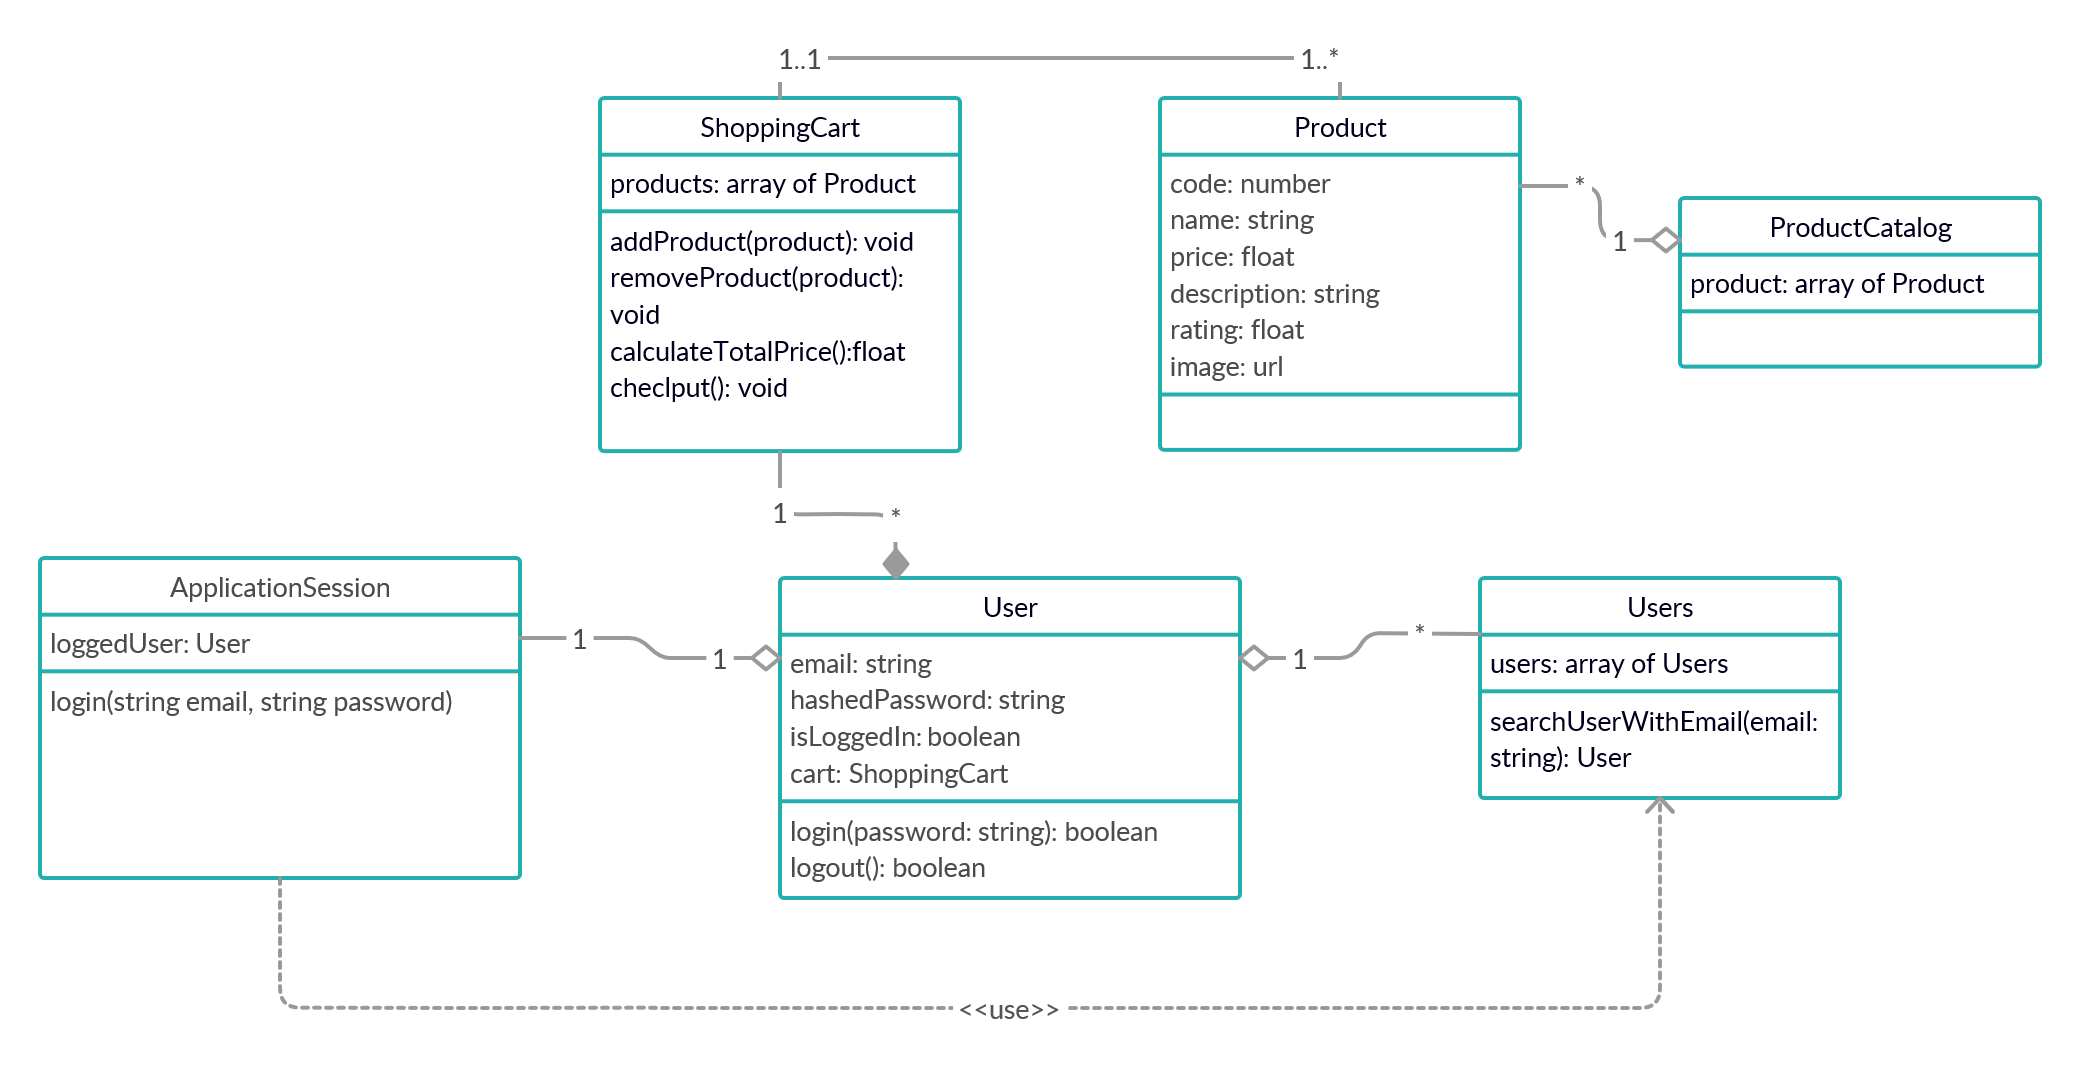 1..1
1..*
ShoppingCart
products: array of Product
addProduct(product): void
removeProduct(product):
void
calculateTotalPrice():float
checIput(): void
Product
code: number
name: string
price: float
description: string
rating: float
image: url
*
1
ProductCatalog
product: array of Product
1
*
ApplicationSession
loggedUser: User
login(string email, string password)
1
1
User
email: string
hashedPassword: string
isLoggedIn: boolean
cart: ShoppingCart
login(password: string): boolean
logout(): boolean
1
*
Users
users: array of Users
searchUserWithEmail(email:
string): User
<<use>>